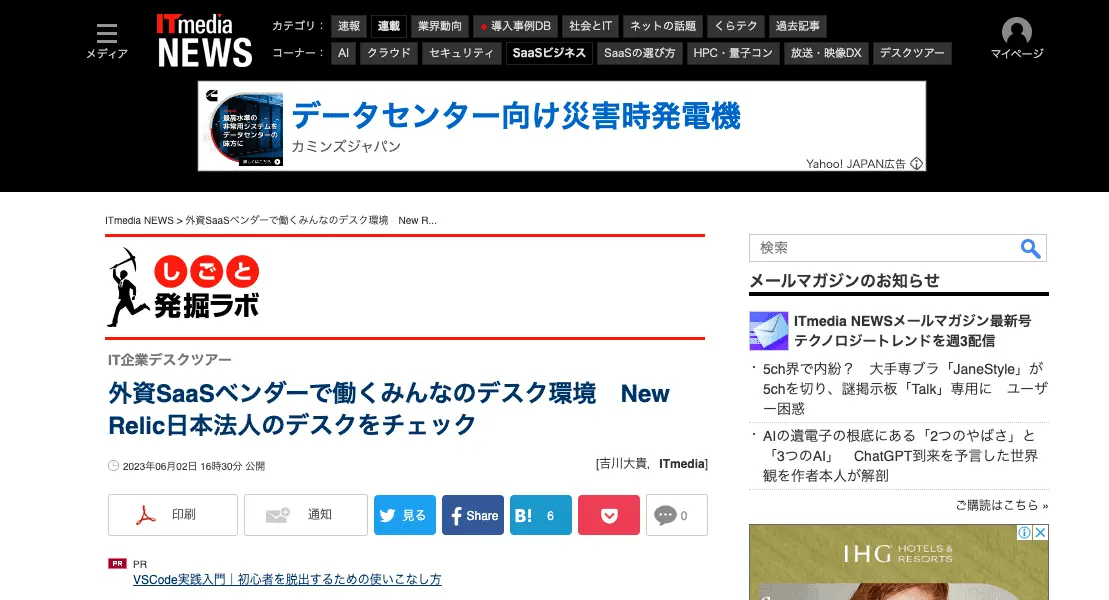 メディア
ITmedia
NEWS
カテゴリ： 速報 連載 業界動向 導入事例DB 社会とIT ネットの話題 くらテク 過去記事
コーナー： AI クラウド セキュリティ SaaSビジネス SaaSの選び方 HPC・量子コン 放送・映像DX デスクツアー
マイページ
最高水準の
非常用システムを
データセンターの
味方に
詳しくはこちら
データセンター向け災害時発電機
カミンズジャパン
Yahoo! JAPAN広告
ITmedia NEWS > 外資SaaSベンダーで働くみんなのデスク環境　New R...
しごと
発掘ラボ
IT企業デスクツアー
外資SaaSベンダーで働くみんなのデスク環境　New
Relic日本法人のデスクをチェック
2023年06月02日 16時30分 公開
[吉川大貴, ITmedia]
印刷 通知 見る Share B! 6 0
PR PR
VSCode実践入門｜初心者を脱出するための使いこなし方
検索
メールマガジンのお知らせ
ITmedia NEWSメールマガジン最新号
テクノロジートレンドを週3配信
・5ch界で内紛？　大手専ブラ「JaneStyle」が
5chを切り、謎掲示板「Talk」専用に　ユーザ
ー困惑
・AIの遺電子の根底にある「2つのやばさ」と
「3つのAI」　ChatGPT到来を予言した世界
観を作者本人が解剖
ご購読はこちら »
IHG HOTELS &
RESORTS